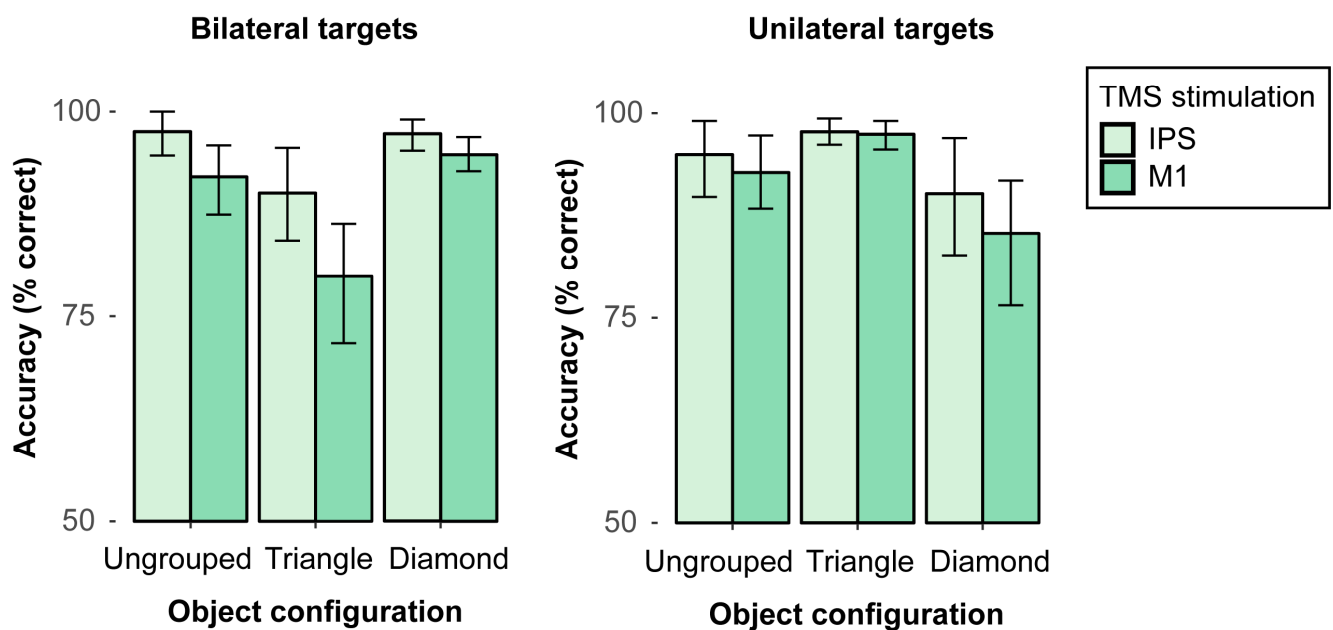 Bilateral targets
Unilateral targets
TMS stimulation
IPS
M1
Accuracy (% correct)
100
75
50
Ungrouped Triangle Diamond
Object configuration
Accuracy (% correct)
100
75
50
Ungrouped Triangle Diamond
Object configuration